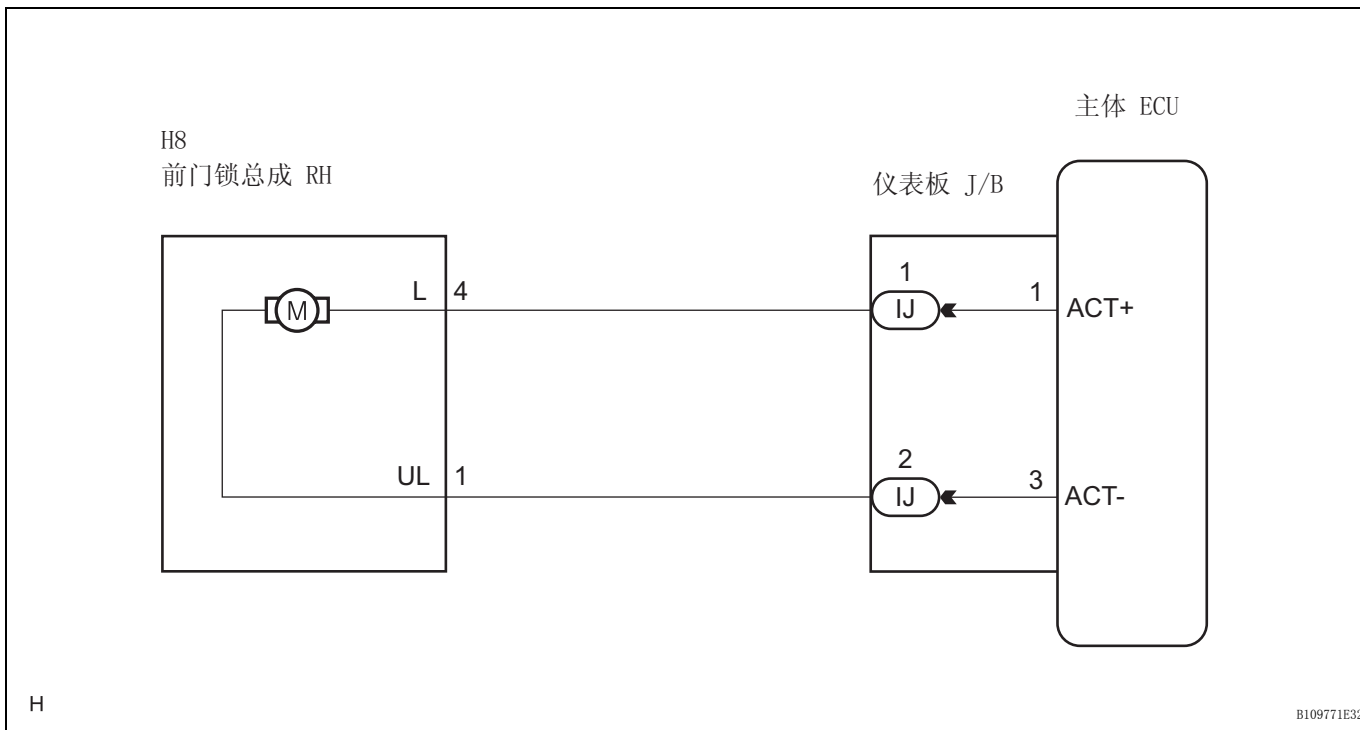 主体 ECU
H8
前门锁总成 RH
仪表板 J/B
M
L 4
1
IJ
1 ACT+
UL 1
2
IJ
3 ACT-
H
B109771E32